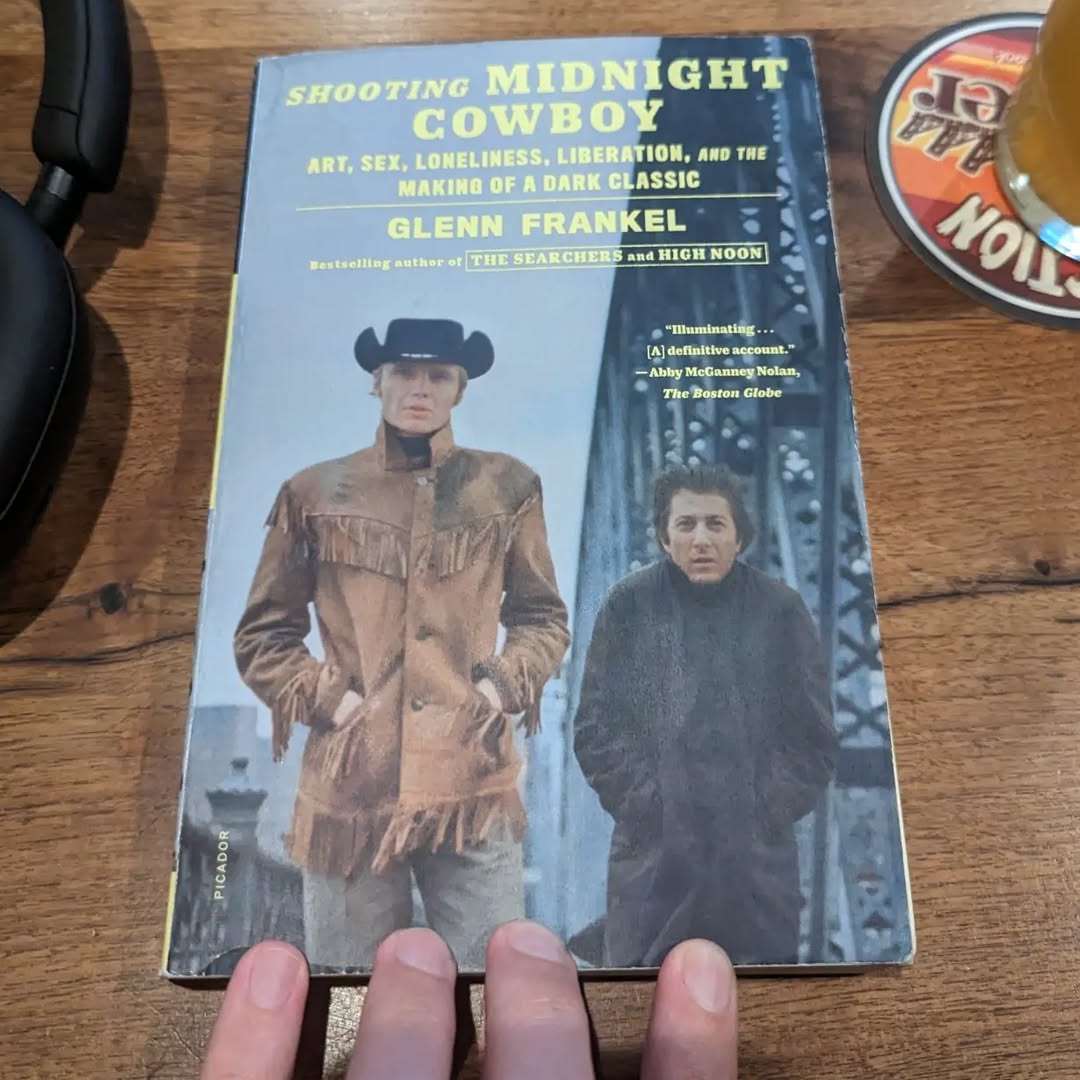 SHOOTING MIDNIGHT
COWBOY
ART, SEX, LONELINESS, LIBERATION, AND THE
MAKING OF A DARK CLASSIC
GLENN FRANKEL
Bestselling author of THE SEARCHERS and HIGH NOON
“Illuminating . . .
[A] definitive account.”
—Abby McGanney Nolan,
The Boston Globe
PICADOR